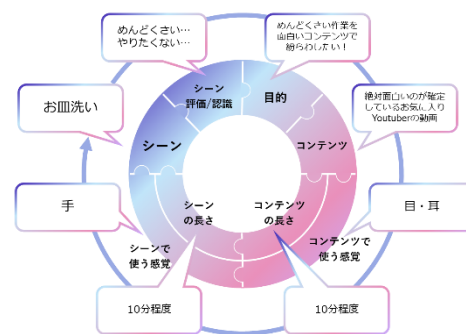 めんどくさい…
やりたくない…
めんどくさい作業を
面白いコンテンツで
紛らわしたい！
シーン
評価/認識
目的
お皿洗い
シーン
コンテンツ
絶対面白いのが確定
しているお気に入り
Youtuberの動画
手
シーン
の長さ
コンテンツ
の長さ
目・耳
シーンで
使う感覚
コンテンツで
使う感覚
10分程度
10分程度